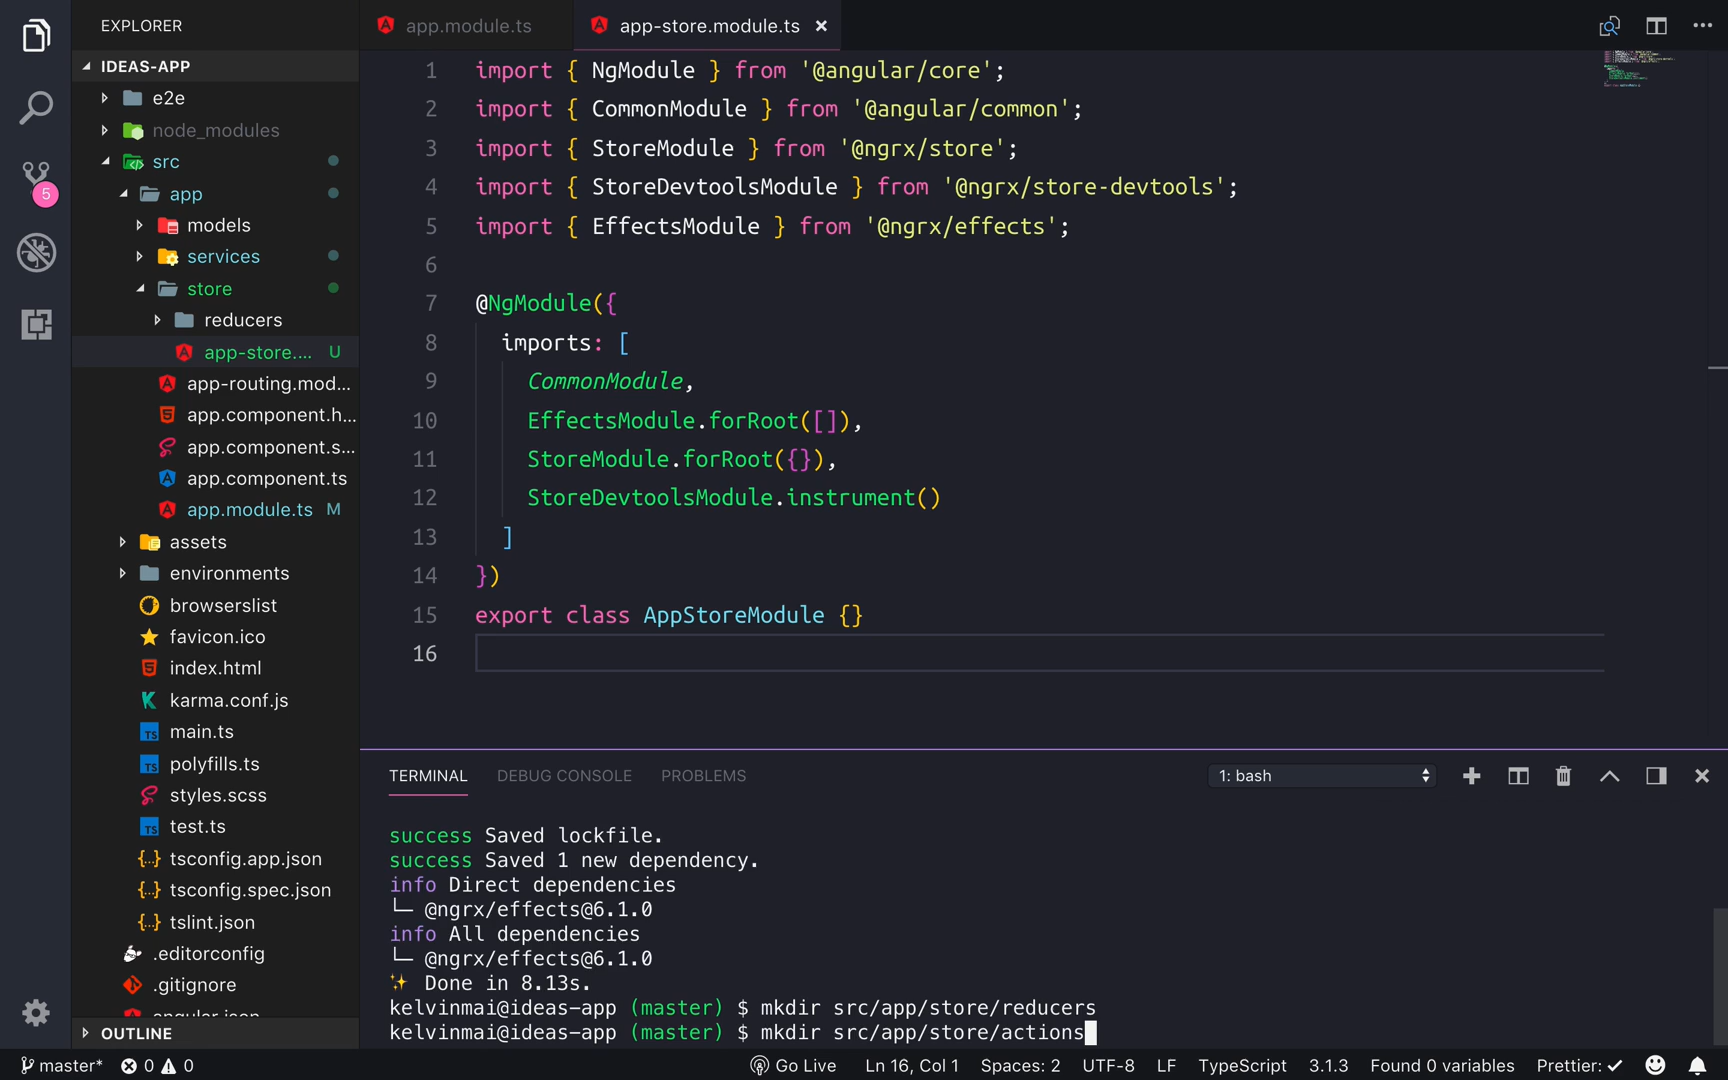 EXPLORER
IDEAS-APP
e2e
node_modules
src
app
models
services
store
reducers
app-store.... U
app-routing.mod...
app.component.h...
app.component.s...
app.component.ts
app.module.ts M
assets
environments
browserslist
favicon.ico
index.html
karma.conf.js
main.ts
polyfills.ts
styles.scss
test.ts
tsconfig.app.json
tsconfig.spec.json
tslint.json
.editorconfig
.gitignore
angular.json
OUTLINE
5
app.module.ts
app-store.module.ts
1 import { NgModule } from '@angular/core';
2 import { CommonModule } from '@angular/common';
3 import { StoreModule } from '@ngrx/store';
4 import { StoreDevtoolsModule } from '@ngrx/store-devtools';
5 import { EffectsModule } from '@ngrx/effects';
6
7 @NgModule({
8 imports: [
9 CommonModule,
10 EffectsModule.forRoot([]),
11 StoreModule.forRoot({}),
12 StoreDevtoolsModule.instrument()
13 ]
14 })
15 export class AppStoreModule {}
16
TERMINAL DEBUG CONSOLE PROBLEMS 1: bash
success Saved lockfile.
success Saved 1 new dependency.
info Direct dependencies
└─ @ngrx/effects@6.1.0
info All dependencies
└─ @ngrx/effects@6.1.0
✨ Done in 8.13s.
kelvinmai@ideas-app (master) $ mkdir src/app/store/reducers
kelvinmai@ideas-app (master) $ mkdir src/app/store/actions
master* 0 0 Go Live Ln 16, Col 1 Spaces: 2 UTF-8 LF TypeScript 3.1.3 Found 0 variables Prettier: ✓